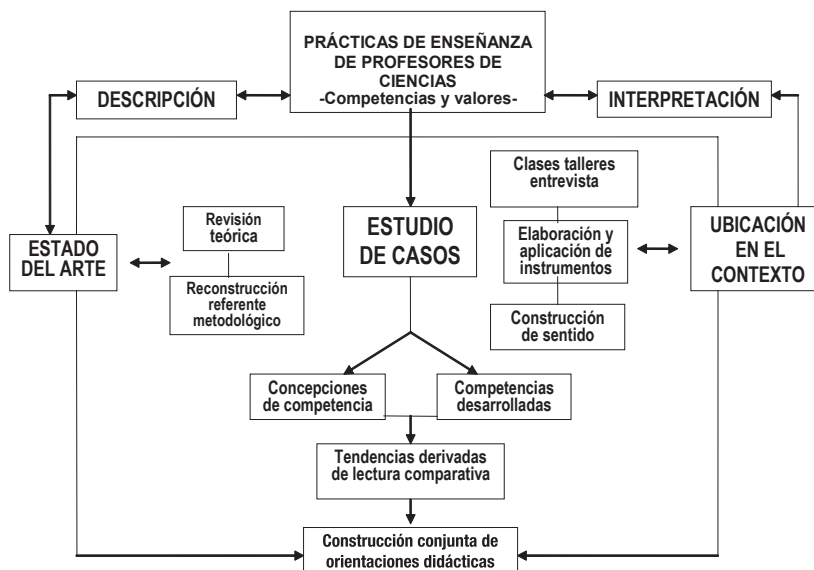 PRÁCTICAS DE ENSEÑANZA
DE PROFESORES DE
CIENCIAS
-Competencias y valores-
DESCRIPCIÓN
INTERPRETACIÓN
Clases talleres
entrevista
Revisión
teórica
ESTUDIO
DE CASOS
Elaboración y
aplicación de
instrumentos
UBICACIÓN
EN EL
CONTEXTO
ESTADO
DEL ARTE
Reconstrucción
referente
metodológico
Construcción
de sentido
Concepciones
de competencia
Competencias
desarrolladas
Tendencias derivadas
de lectura comparativa
Construcción conjunta de
orientaciones didácticas